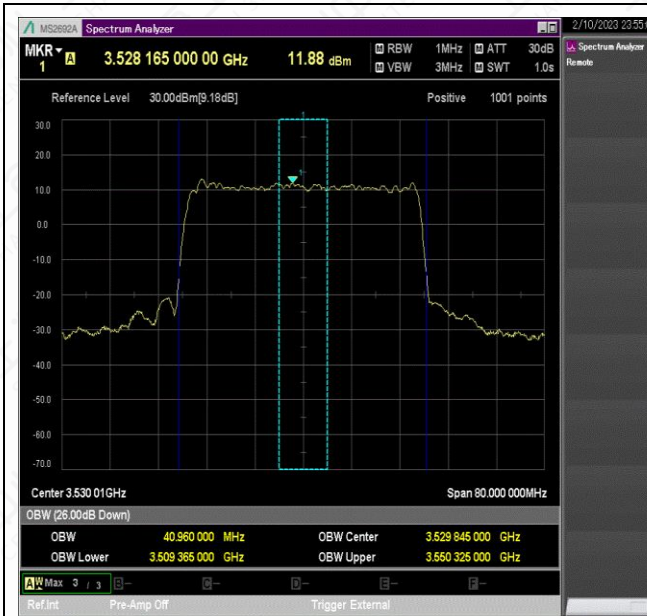 MS2692A Spectrum Analyzer
2/10/2023 23:55:
MKR 1 A 3.528 165 000 00 GHz 11.88 dBm
M RBW 1MHz M ATT 30dB
M VBW 3MHz M SWT 1.0s
Spectrum Analyzer
Remote
Reference Level 30.00dBm[9.18dB] Positive 1001 points
1
30.0
20.0
10.0
1
0.0
-10.0
-20.0
-30.0
-40.0
-50.0
-60.0
-70.0
Center 3.530 01GHz Span 80.000 000MHz
OBW (26.00dB Down)
OBW 40.960 000 MHz OBW Center 3.529 845 000 GHz
OBW Lower 3.509 365 000 GHz OBW Upper 3.550 325 000 GHz
A W Max 3 / 3 B- C- D- E- F-
Ref.Int Pre-Amp Off Trigger External